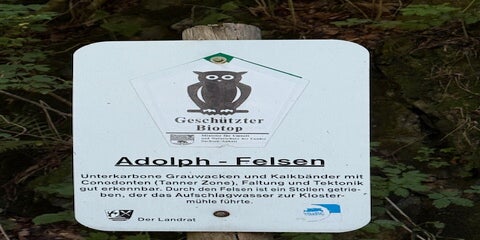 Geschützter
Biotop
Adolph - Felsen
Unterkarbone Grauwacken und Kalkbänder mit
Conodonten (Tanner Zone), Faltung und Tektonik
gut erkennbar. Durch den Felsen ist ein Stollen getrie-
ben, der das Aufschlagwasser zur Kloster-
mühle führte.
Der Landrat